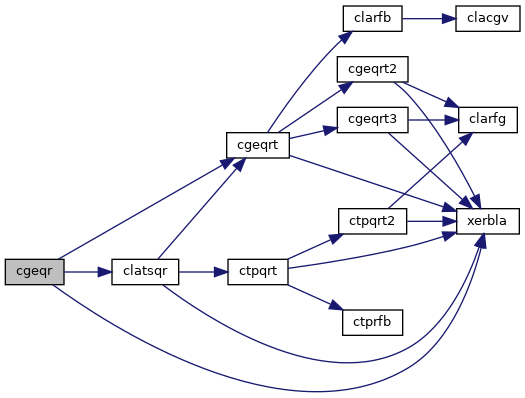 clarfb
clacgv
cgeqrt2
cgeqrt3
clarfg
cgeqrt
ctpqrt2
xerbla
cgeqr
clatsqr
ctpqrt
ctprfb